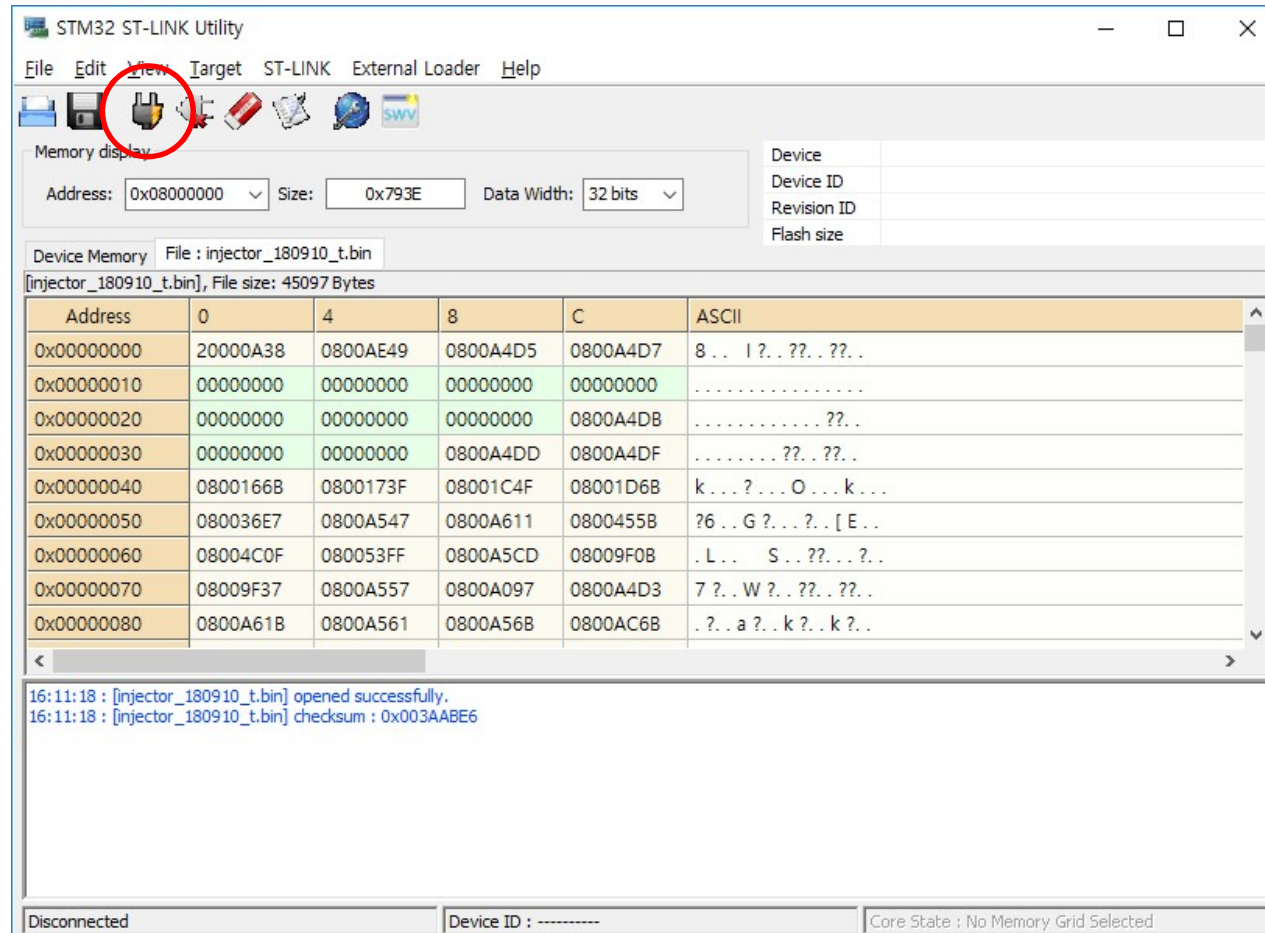 STM32 ST-LINK Utility
File Edit View Target ST-LINK External Loader Help
SWV
Memory display
Address: 0x08000000 Size: 0x793E Data Width: 32 bits
Device
Device ID
Revision ID
Flash size
Device Memory File : injector_180910_t.bin
[injector_180910_t.bin], File size: 45097 Bytes
Address 0 4 8 C ASCII
0x00000000 20000A38 0800AE49 0800A4D5 0800A4D7 8 . . I ? . . ? ? . . ? ? . .
0x00000010 00000000 00000000 00000000 00000000 . . . . . . . . . . . . . . . .
0x00000020 00000000 00000000 00000000 0800A4DB . . . . . . . . . . . . ? ? . .
0x00000030 00000000 00000000 0800A4DD 0800A4DF . . . . . . . . ? ? . . ? ? . .
0x00000040 0800166B 0800173F 08001C4F 08001D6B k . . . ? . . . O . . . k . . .
0x00000050 080036E7 0800A547 0800A611 0800455B ? 6 . . G ? . . . ? . . [ E . .
0x00000060 08004C0F 080053FF 0800A5CD 08009F0B . L . . S . . ? ? . . . ? . .
0x00000070 08009F37 0800A557 0800A097 0800A4D3 7 ? . . W ? . . ? ? . . ? ? . .
0x00000080 0800A61B 0800A561 0800A56B 0800AC6B . ? . . a ? . . k ? . . k ? . .
16:11:18 : [injector_180910_t.bin] opened successfully.
16:11:18 : [injector_180910_t.bin] checksum : 0x003AABE6
Disconnected Device ID : ---------- Core State : No Memory Grid Selected